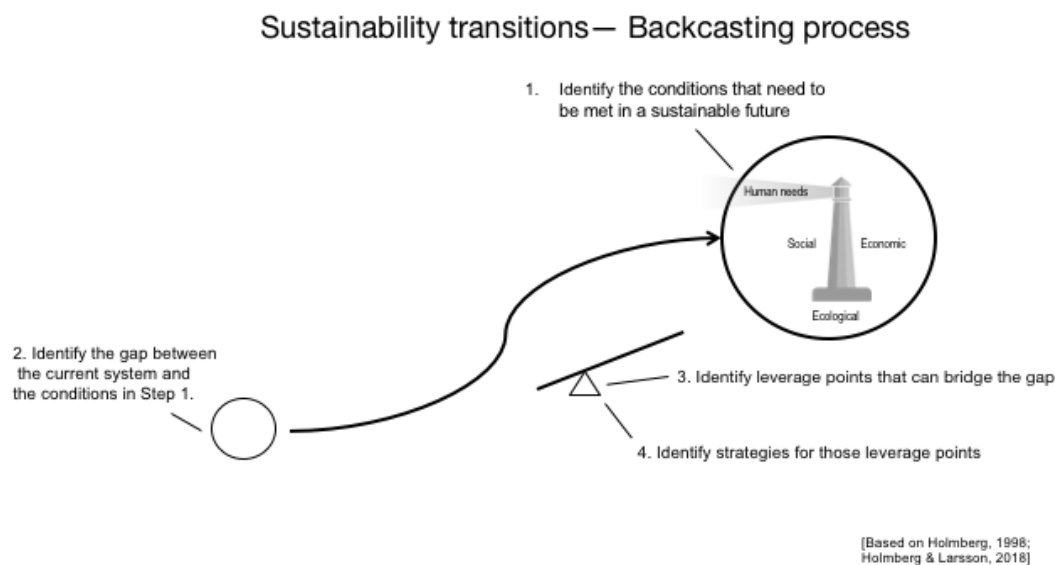 Sustainability transitions— Backcasting process
1. Identify the conditions that need to
be met in a sustainable future
Human needs
Social
Economic
Ecological
2. Identify the gap between
the current system and
the conditions in Step 1.
3. Identify leverage points that can bridge the gap
4. Identify strategies for those leverage points
[Based on Holmberg, 1998;
Holmberg & Larsson, 2018]